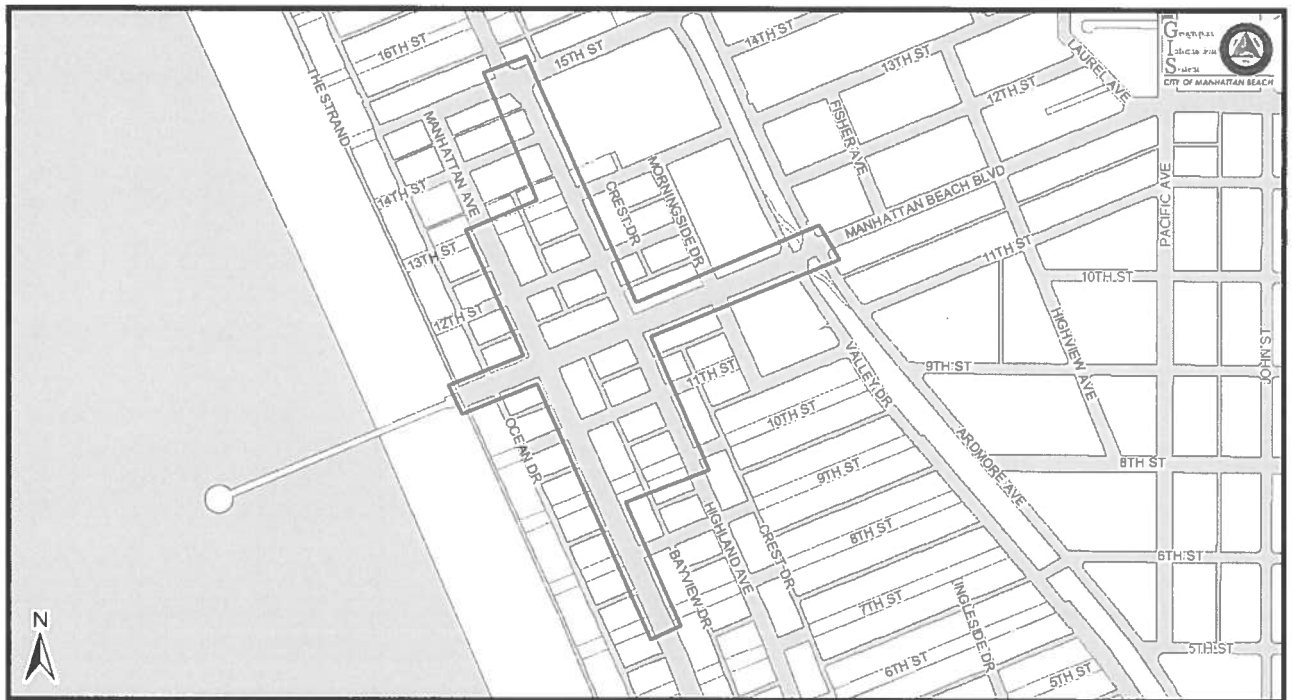 16TH ST
15TH ST
14TH ST
13TH ST
LAUREL AVE
12TH ST
CITY OF MANHATTAN BEACH
THE STRAND
MANHATTAN AVE
FISHER AVE
14TH ST
MORNINGSIDE DR
CREST DR
MANHATTAN BEACH BLVD
PACIFIC AVE
13TH ST
11TH ST
10TH ST
12TH ST
HIGHVIEW AVE
JOHN ST
11TH ST
VALLEY DR
9TH ST
10TH ST
OCEAN DR
ARDMORE AVE
8TH ST
9TH ST
HIGHLAND AVE
CREST DR
8TH ST
BAYVIEW DR
6TH ST
7TH ST
INGLESIDE DR
N
6TH ST
5TH ST
5TH ST